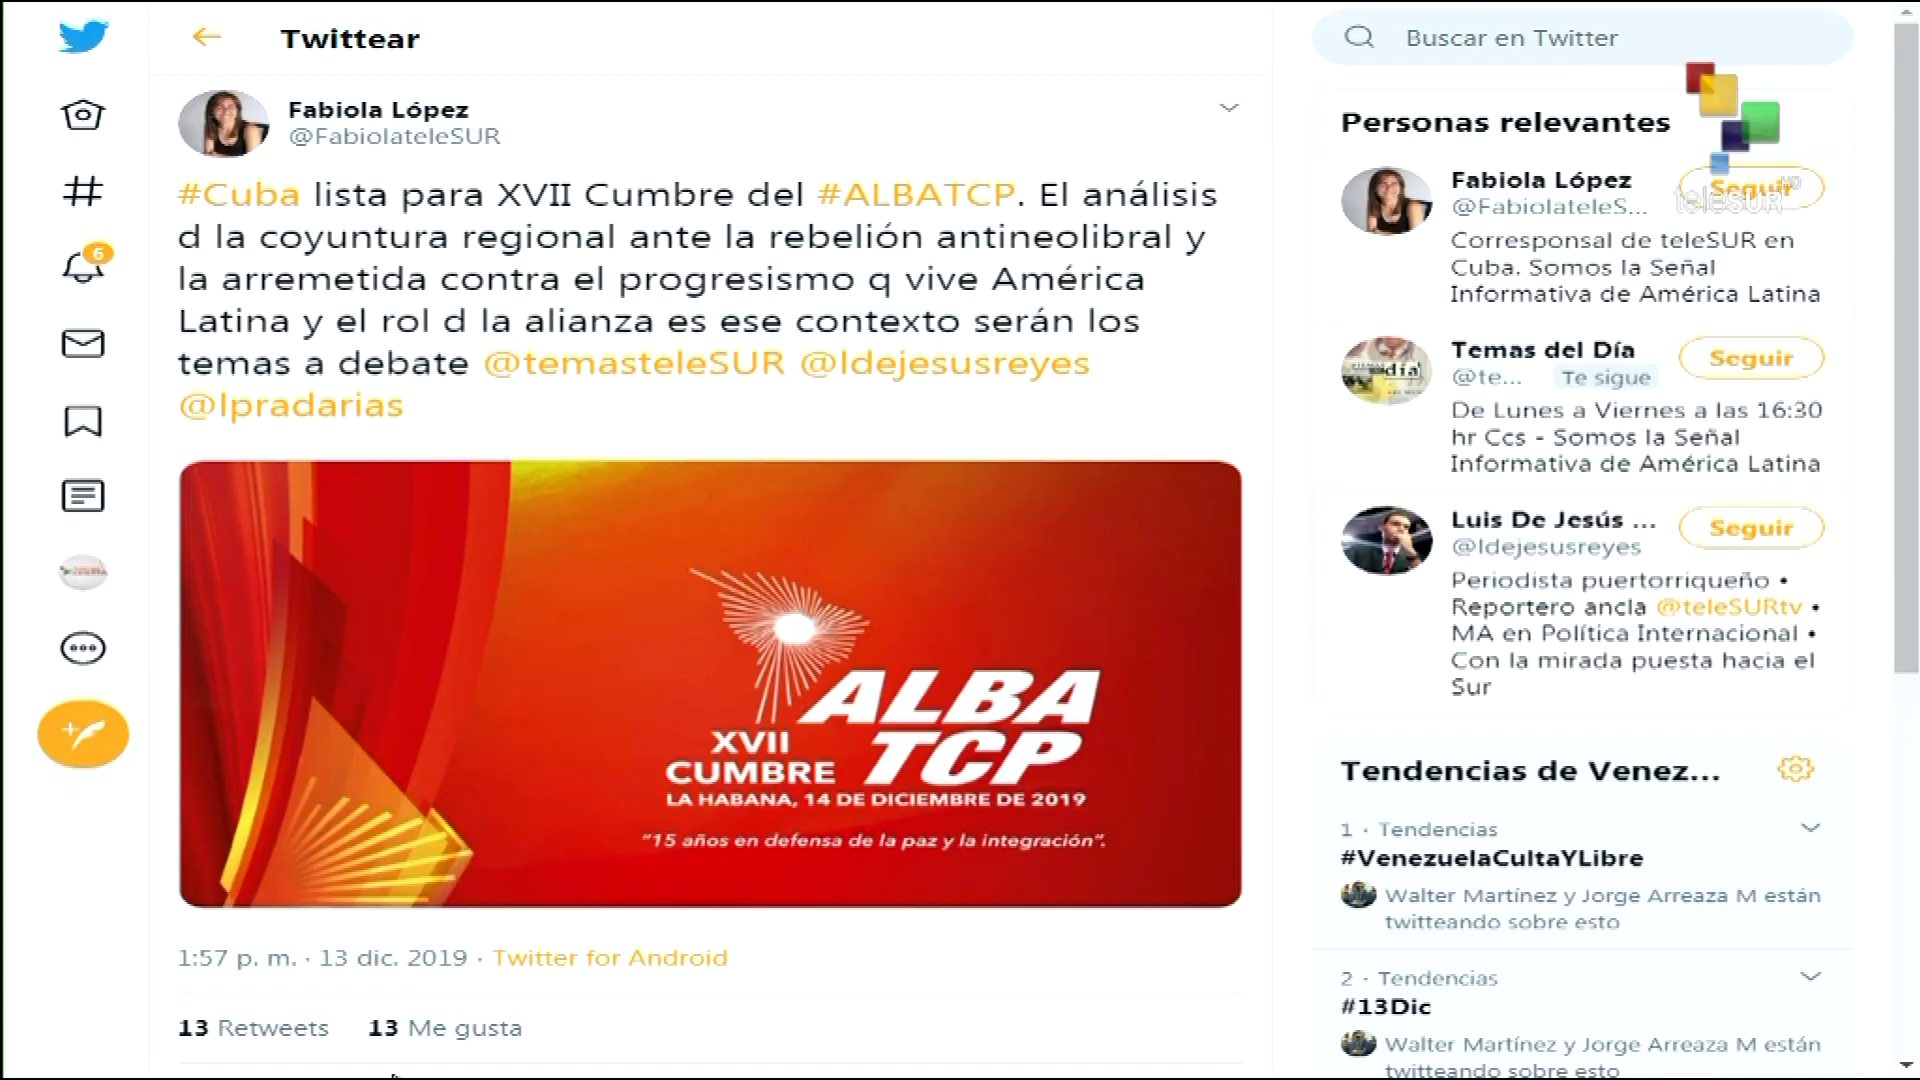 Twittear
Fabiola López
@FabiolateleSUR
#Cuba lista para XVII Cumbre del #ALBATCP. El análisis
d la coyuntura regional ante la rebelión antineolibral y
la arremetida contra el progresismo q vive América
Latina y el rol d la alianza es ese contexto serán los
temas a debate @temasteleSUR @ldejesusreyes
@lpradarias
ALBA
TCP
XVII
CUMBRE
LA HABANA, 14 DE DICIEMBRE DE 2019
"15 años en defensa de la paz y la integración".
1:57 p. m. · 13 dic. 2019 · Twitter for Android
13 Retweets 13 Me gusta
6
Buscar en Twitter
Personas relevantes
Fabiola López
Seguir
teleSUR HD
@FabiolateleS...
Corresponsal de teleSUR en
Cuba. Somos la Señal
Informativa de América Latina
Temas del Día
Seguir
@te... Te sigue
De Lunes a Viernes a las 16:30
hr Ccs - Somos la Señal
Informativa de América Latina
Luis De Jesús ...
Seguir
@ldejesusreyes
Periodista puertorriqueño •
Reportero ancla @teleSURtv •
MA en Política Internacional •
Con la mirada puesta hacia el
Sur
Tendencias de Venez...
1 · Tendencias
#VenezuelaCultaYLibre
Walter Martínez y Jorge Arreaza M están
twitteando sobre esto
2 · Tendencias
#13Dic
Walter Martínez y Jorge Arreaza M están
twitteando sobre esto